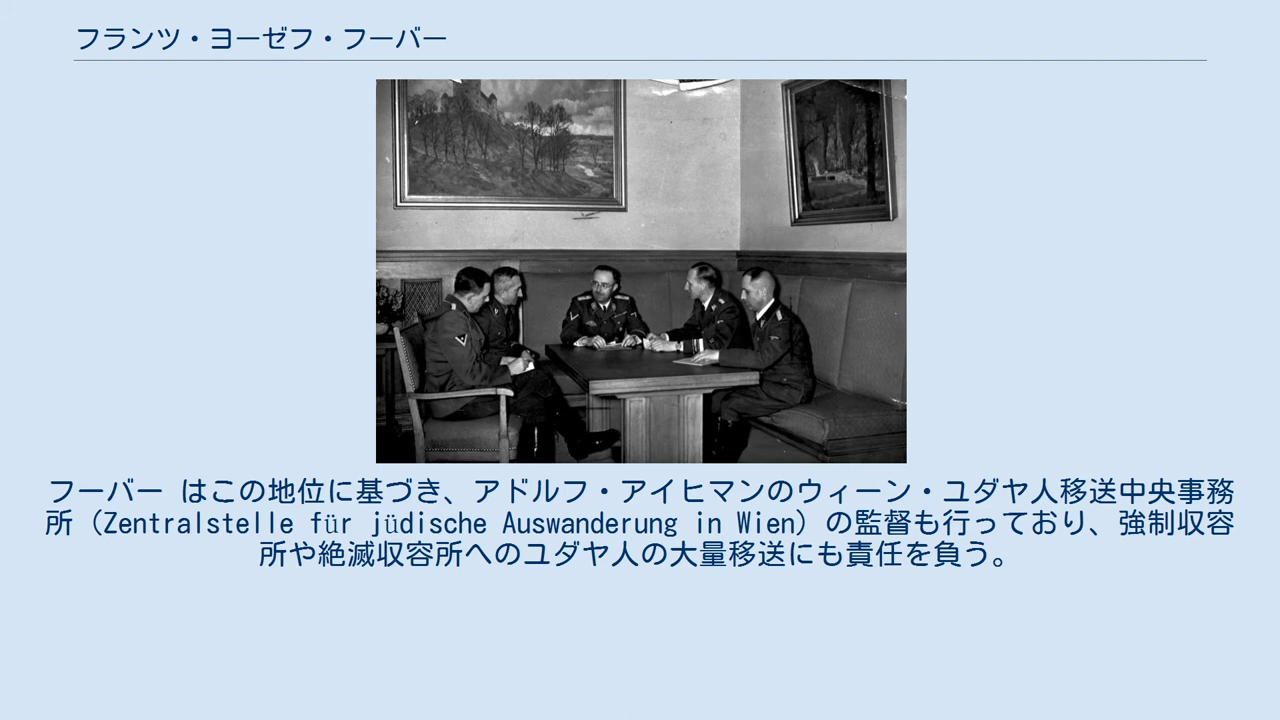 フランツ・ヨーゼフ・フーバー
フーバー はこの地位に基づき、アドルフ・アイヒマンのウィーン・ユダヤ人移送中央事務
所（Zentralstelle für jüdische Auswanderung in Wien）の監督も行っており、強制収容
所や絶滅収容所へのユダヤ人の大量移送にも責任を負う。